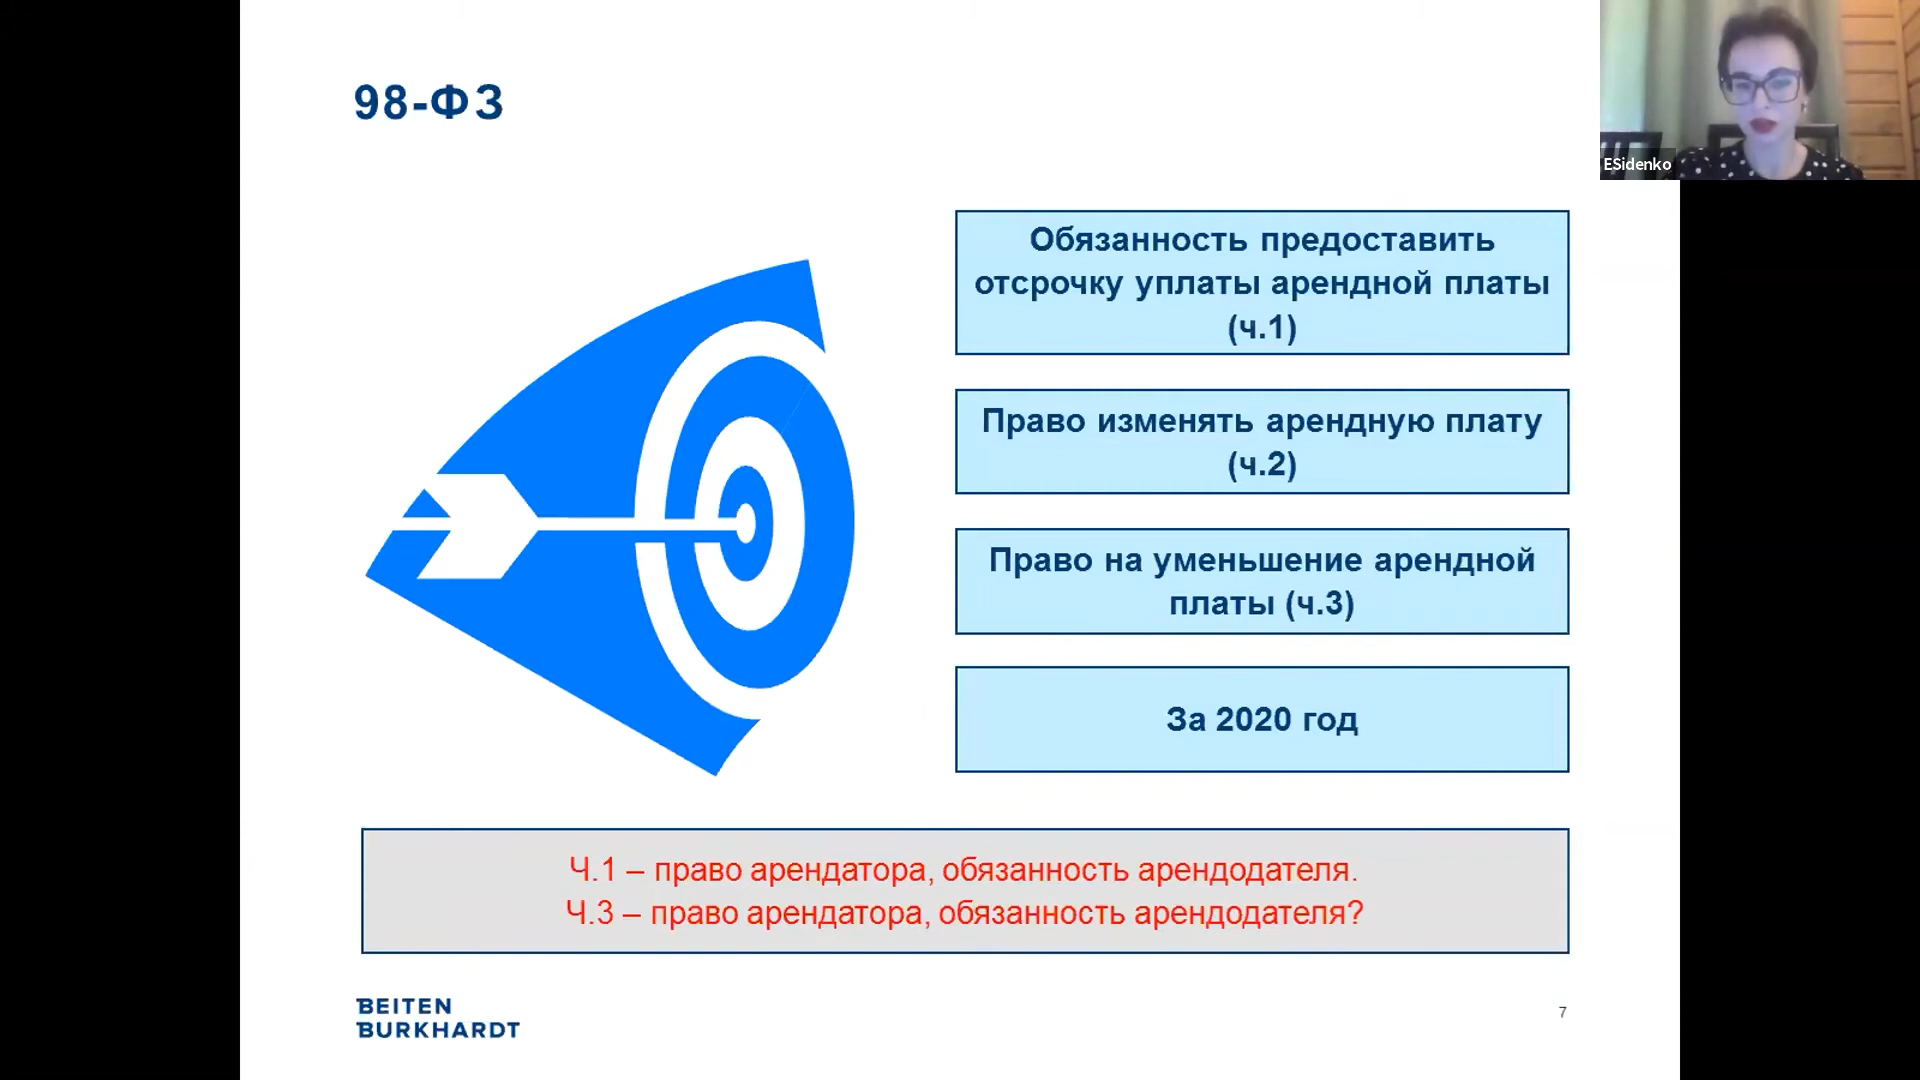 98-ФЗ
ESidenko
Обязанность предоставить
отсрочку уплаты арендной платы
(ч.1)
Право изменять арендную плату
(ч.2)
Право на уменьшение арендной
платы (ч.3)
За 2020 год
Ч.1 – право арендатора, обязанность арендодателя.
Ч.3 – право арендатора, обязанность арендодателя?
BEITEN
BURKHARDT
7